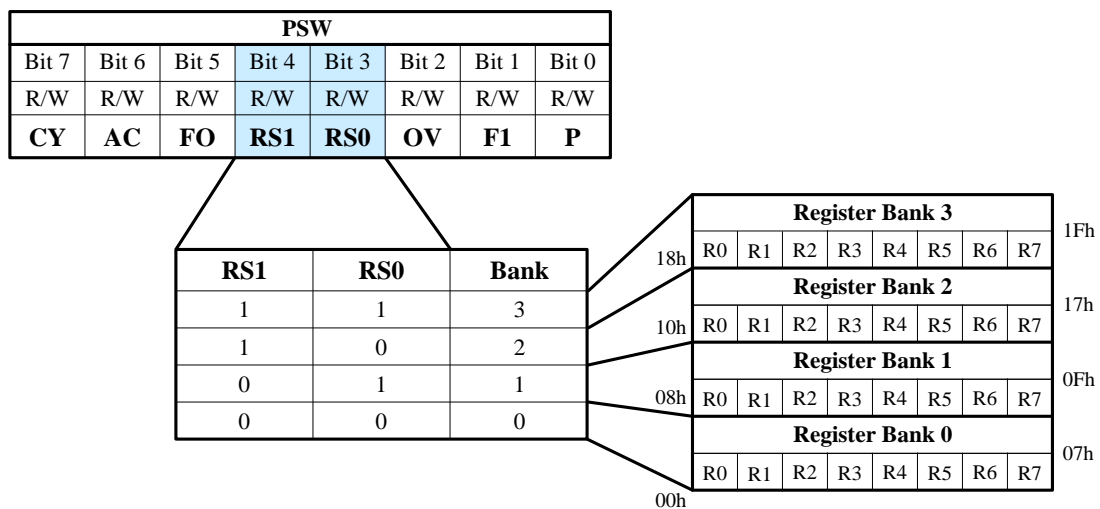 PSW
Bit 7 Bit 6 Bit 5 Bit 4 Bit 3 Bit 2 Bit 1 Bit 0
R/W R/W R/W R/W R/W R/W R/W R/W
CY AC FO RS1 RS0 OV F1 P
RS1 RS0 Bank
1 1 3
1 0 2
0 1 1
0 0 0
Register Bank 3
1Fh
18h R0 R1 R2 R3 R4 R5 R6 R7
Register Bank 2
17h
10h R0 R1 R2 R3 R4 R5 R6 R7
Register Bank 1
0Fh
08h R0 R1 R2 R3 R4 R5 R6 R7
Register Bank 0
07h
R0 R1 R2 R3 R4 R5 R6 R7
00h